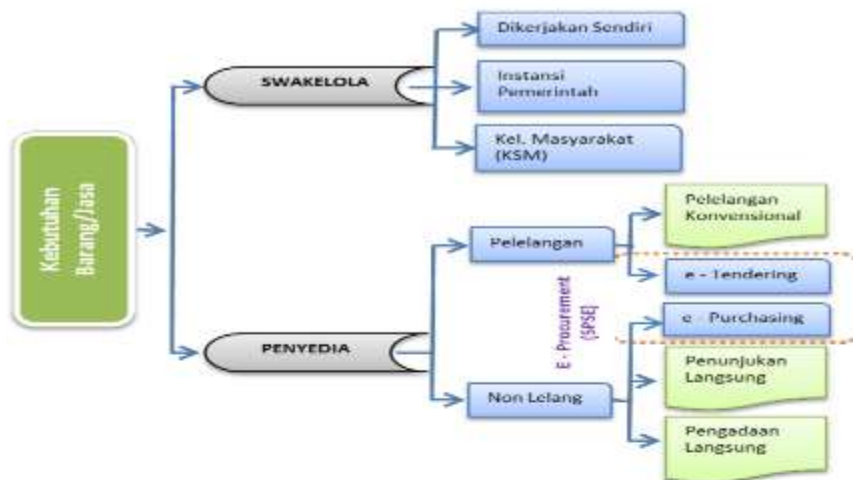 Kebutuhan
Barang/Jasa
SWAKELOLA
Dikerjakan Sendiri
Instansi
Pemerintah
Kel. Masyarakat
(KSM)
PENYEDIA
Pelelangan
Pelelangan
Konvensional
e - Tendering
E - Procurement
(SPSE)
Non Lelang
e - Purchasing
Penunjukan
Langsung
Pengadaan
Langsung